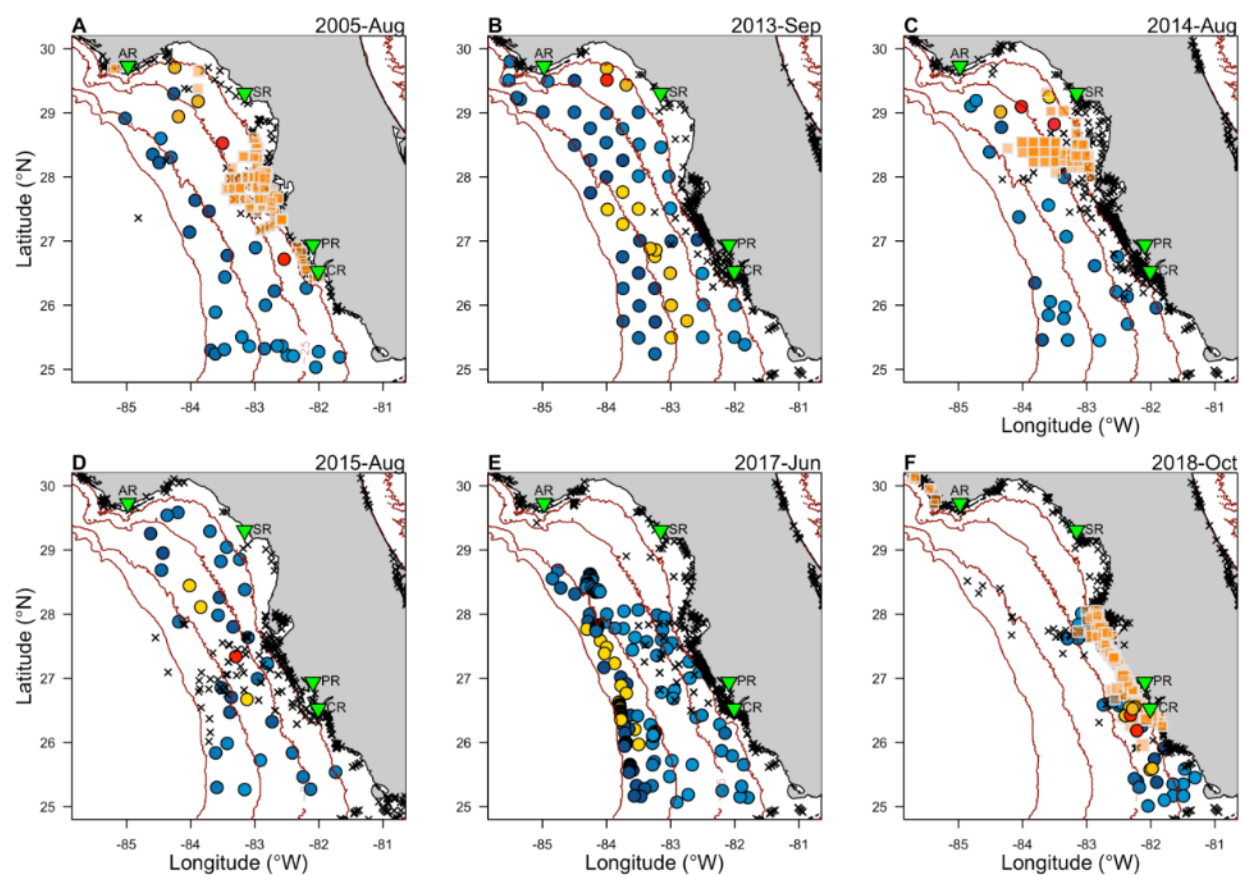 A 2005-Aug B 2013-Sep C 2014-Aug
30 AR 30 AR 30 AR
29 SR 29 SR 29 SR
28 28 28
27 PR 27 PR 27 PR
CR CR CR
26 26 26
25 25 25
Latitude (°N)
-85 -84 -83 -82 -81 -85 -84 -83 -82 -81 -85 -84 -83 -82 -81
Longitude (°W)
D 2015-Aug E 2017-Jun F 2018-Oct
30 AR 30 AR 30 AR
29 SR 29 SR 29 SR
28 28 28
27 PR 27 PR 27 PR
CR CR CR
26 26 26
25 25 25
Latitude (°N)
-85 -84 -83 -82 -81 -85 -84 -83 -82 -81 -85 -84 -83 -82 -81
Longitude (°W) Longitude (°W) Longitude (°W)